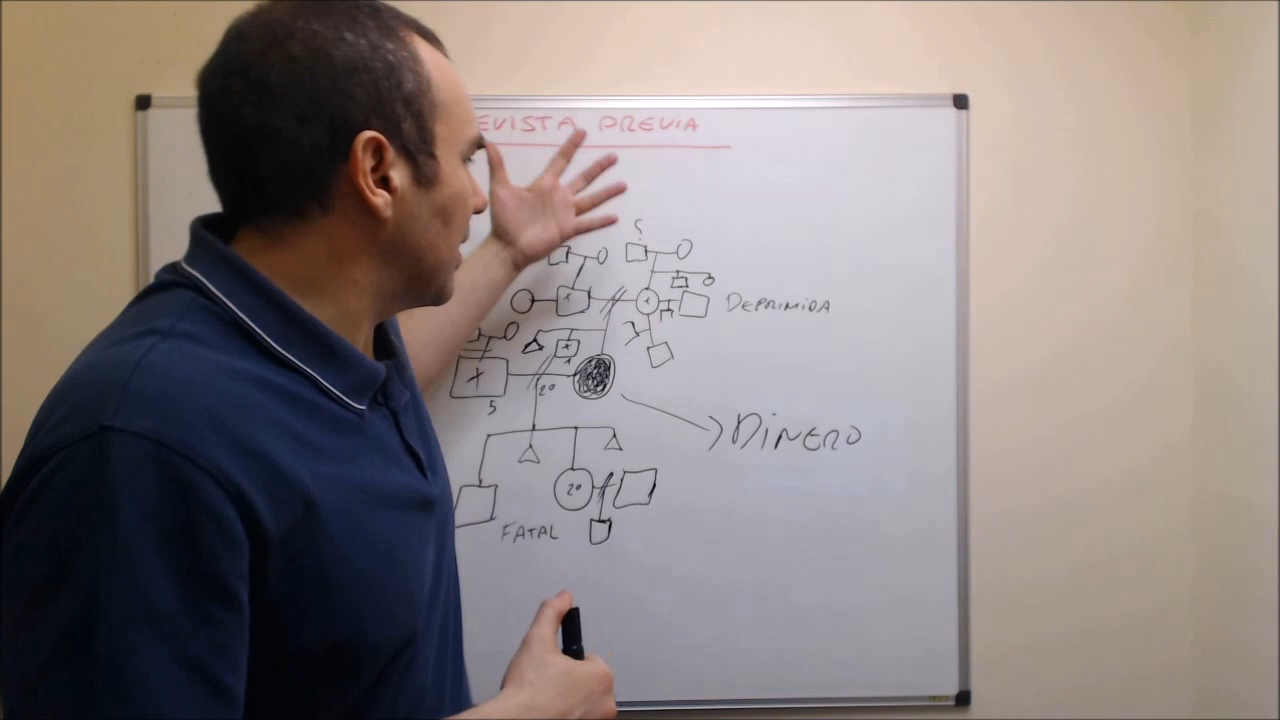 EVISTA PREVIA
S
DEPRIMIDA
5
20
DINERO
20
FATAL